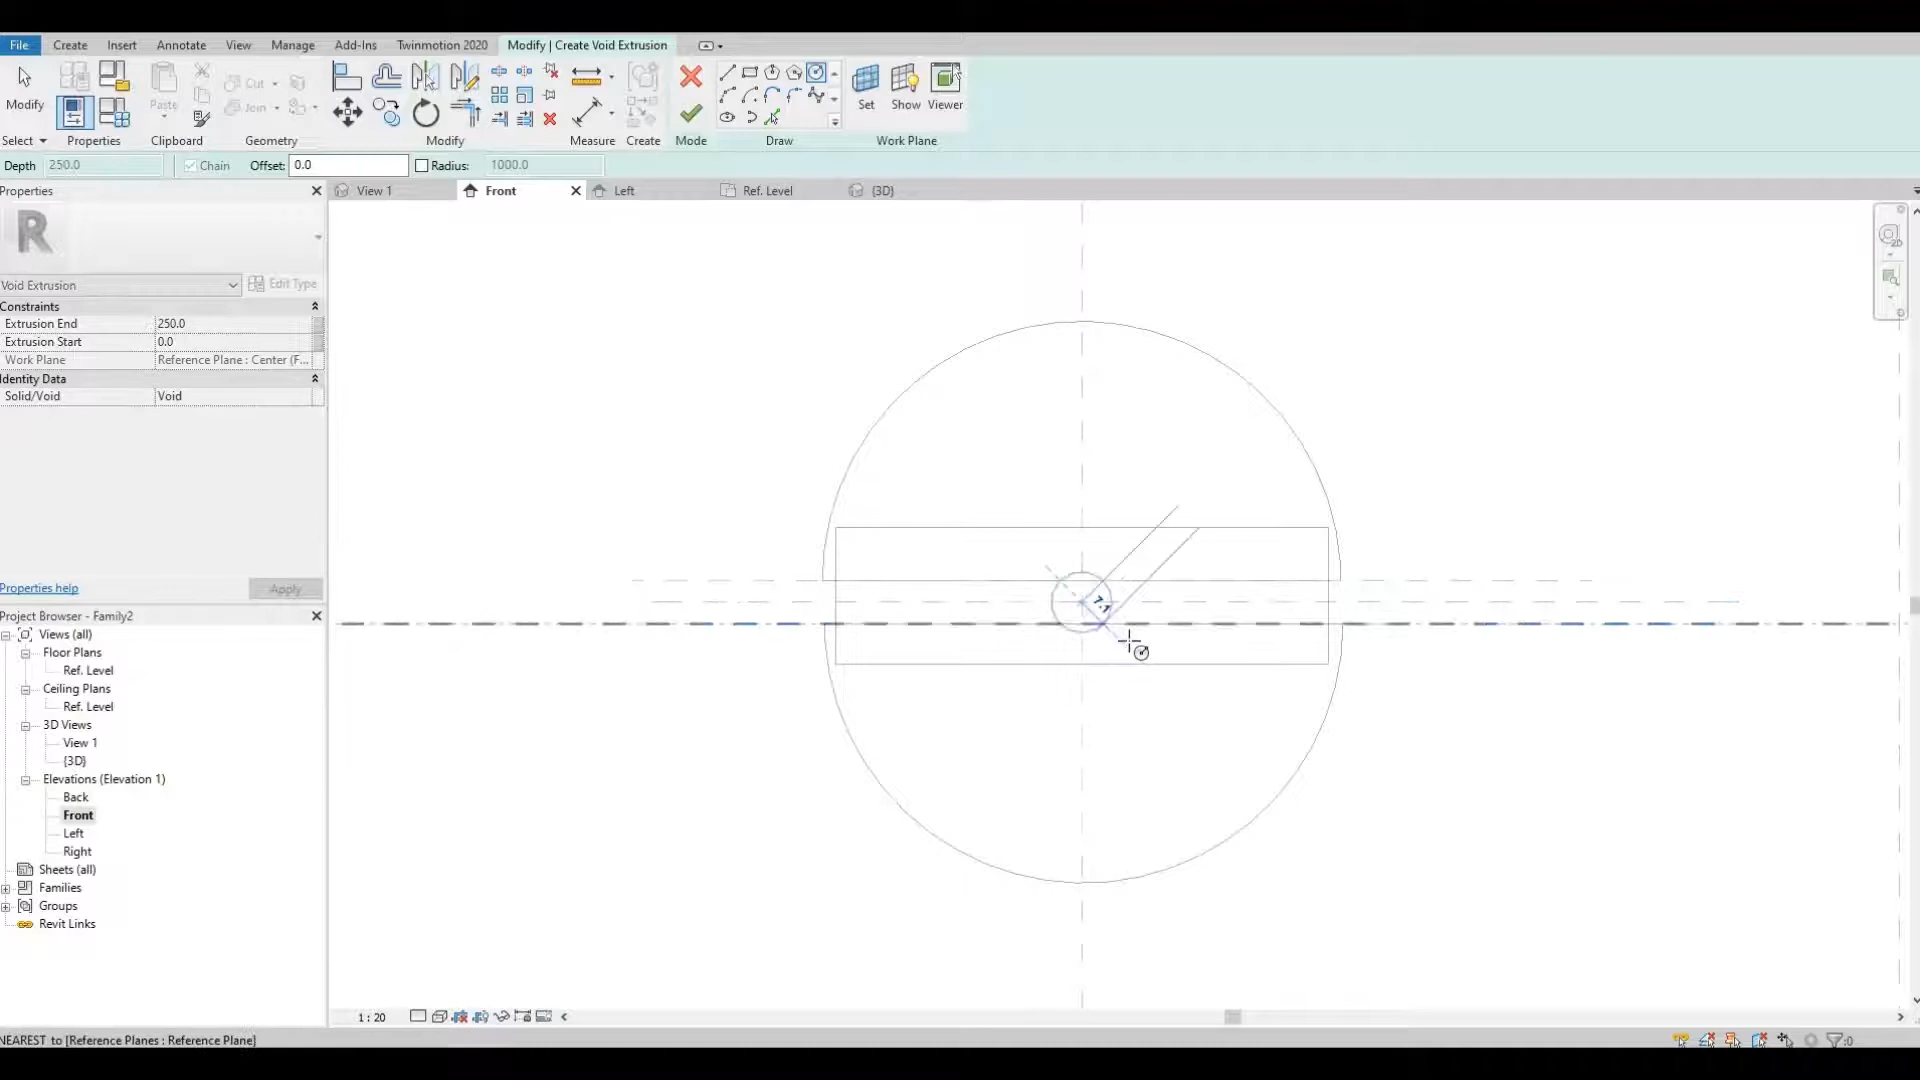 File Create Insert Annotate View Manage Add-Ins Twinmotion 2020 Modify | Create Void Extrusion
Modify Paste Cut Join Set Show Viewer
Select Properties Clipboard Geometry Modify Measure Create Mode Draw Work Plane
Depth 250.0 Chain Offset: 0.0 Radius: 1000.0
Properties View 1 Front Left Ref. Level {3D}
R
Void Extrusion Edit Type
Constraints
Extrusion End 250.0
Extrusion Start 0.0
Work Plane Reference Plane : Center (F...
Identity Data
Solid/Void Void
Properties help Apply
Project Browser - Family2
Views (all)
Floor Plans
Ref. Level
Ceiling Plans
Ref. Level
3D Views
View 1
{3D}
Elevations (Elevation 1)
Back
Front
Left
Right
Sheets (all)
Families
Groups
Revit Links
7.1
2D
1 : 20
NEAREST to [Reference Planes : Reference Plane]
:0